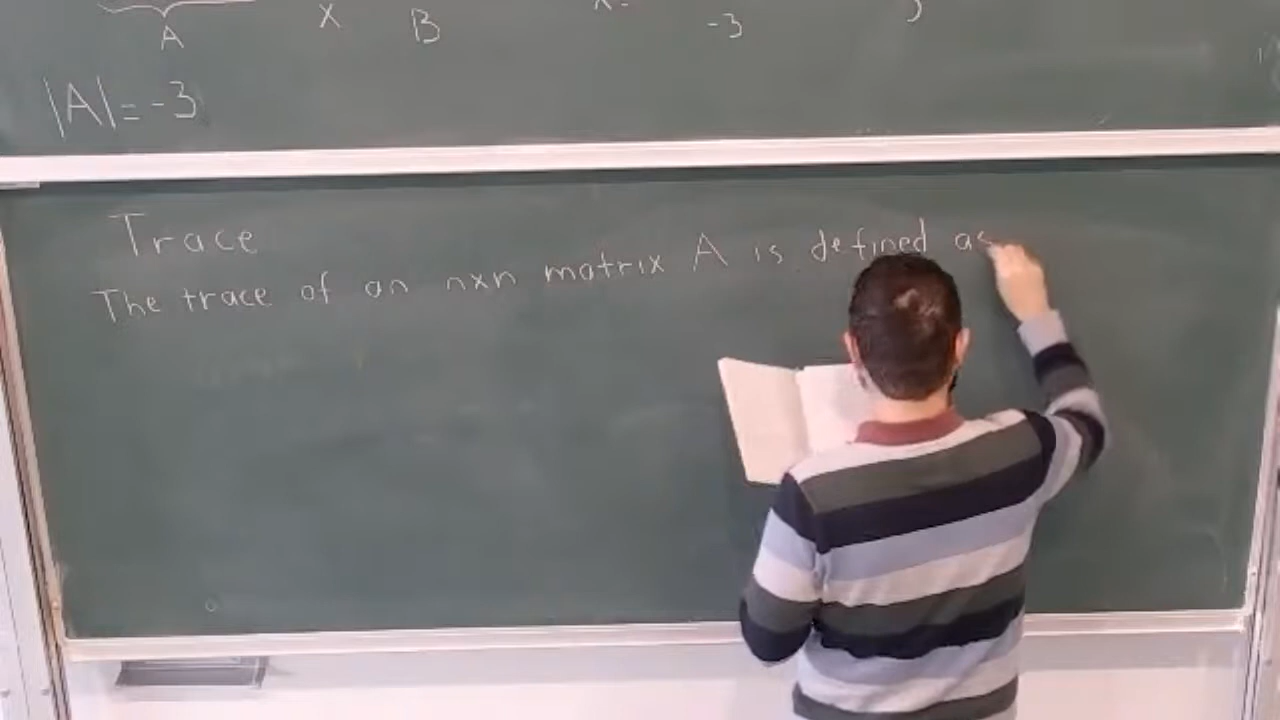 A X B -3
|A|=-3
Trace
The trace of an nxn matrix A is defined as